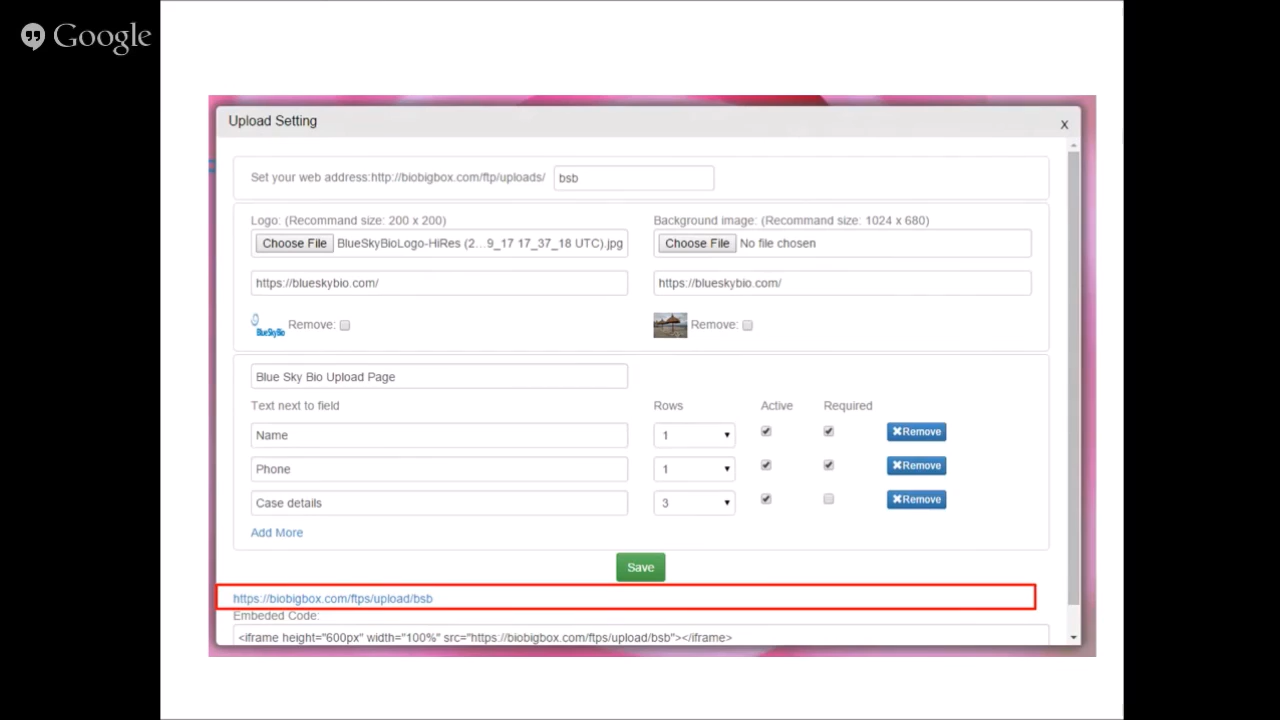 Google
Upload Setting
X
Set your web address:http://biobigbox.com/ftp/uploads/ bsb
Logo: (Recommand size: 200 x 200) Background image: (Recommand size: 1024 x 680)
Choose File BlueSkyBioLogo-HiRes (2...9_17 17_37_18 UTC).jpg Choose File No file chosen
https://blueskybio.com/ https://blueskybio.com/
BlueSkyBio Remove: Remove:
Blue Sky Bio Upload Page
Text next to field Rows Active Required
Name 1 Remove
Phone 1 Remove
Case details 3 Remove
Add More
Save
https://biobigbox.com/ftps/upload/bsb
Embeded Code:
<iframe height="600px" width="100%" src="https://biobigbox.com/ftps/upload/bsb"></iframe>